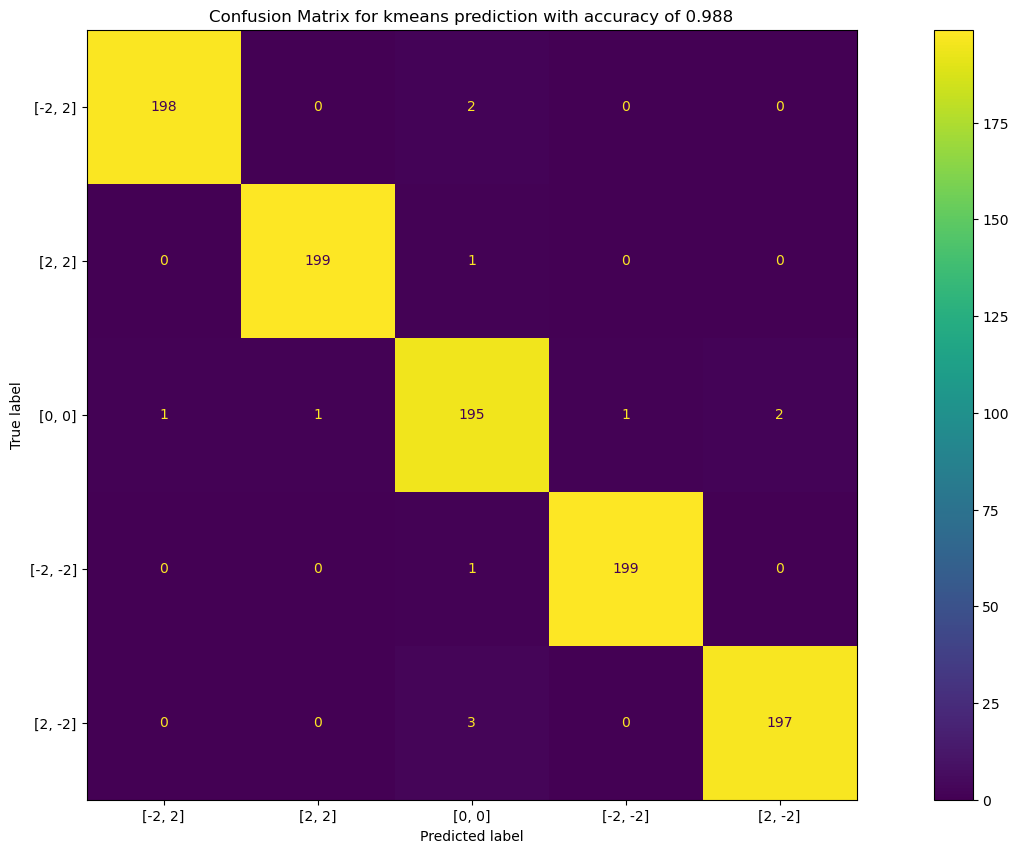 Confusion Matrix for kmeans prediction with accuracy of 0.988
True label
[-2, 2] 198 0 2 0 0
[2, 2] 0 199 1 0 0
[0, 0] 1 1 195 1 2
[-2, -2] 0 0 1 199 0
[2, -2] 0 0 3 0 197
[-2, 2] [2, 2] [0, 0] [-2, -2] [2, -2]
Predicted label
175
150
125
100
75
50
25
0